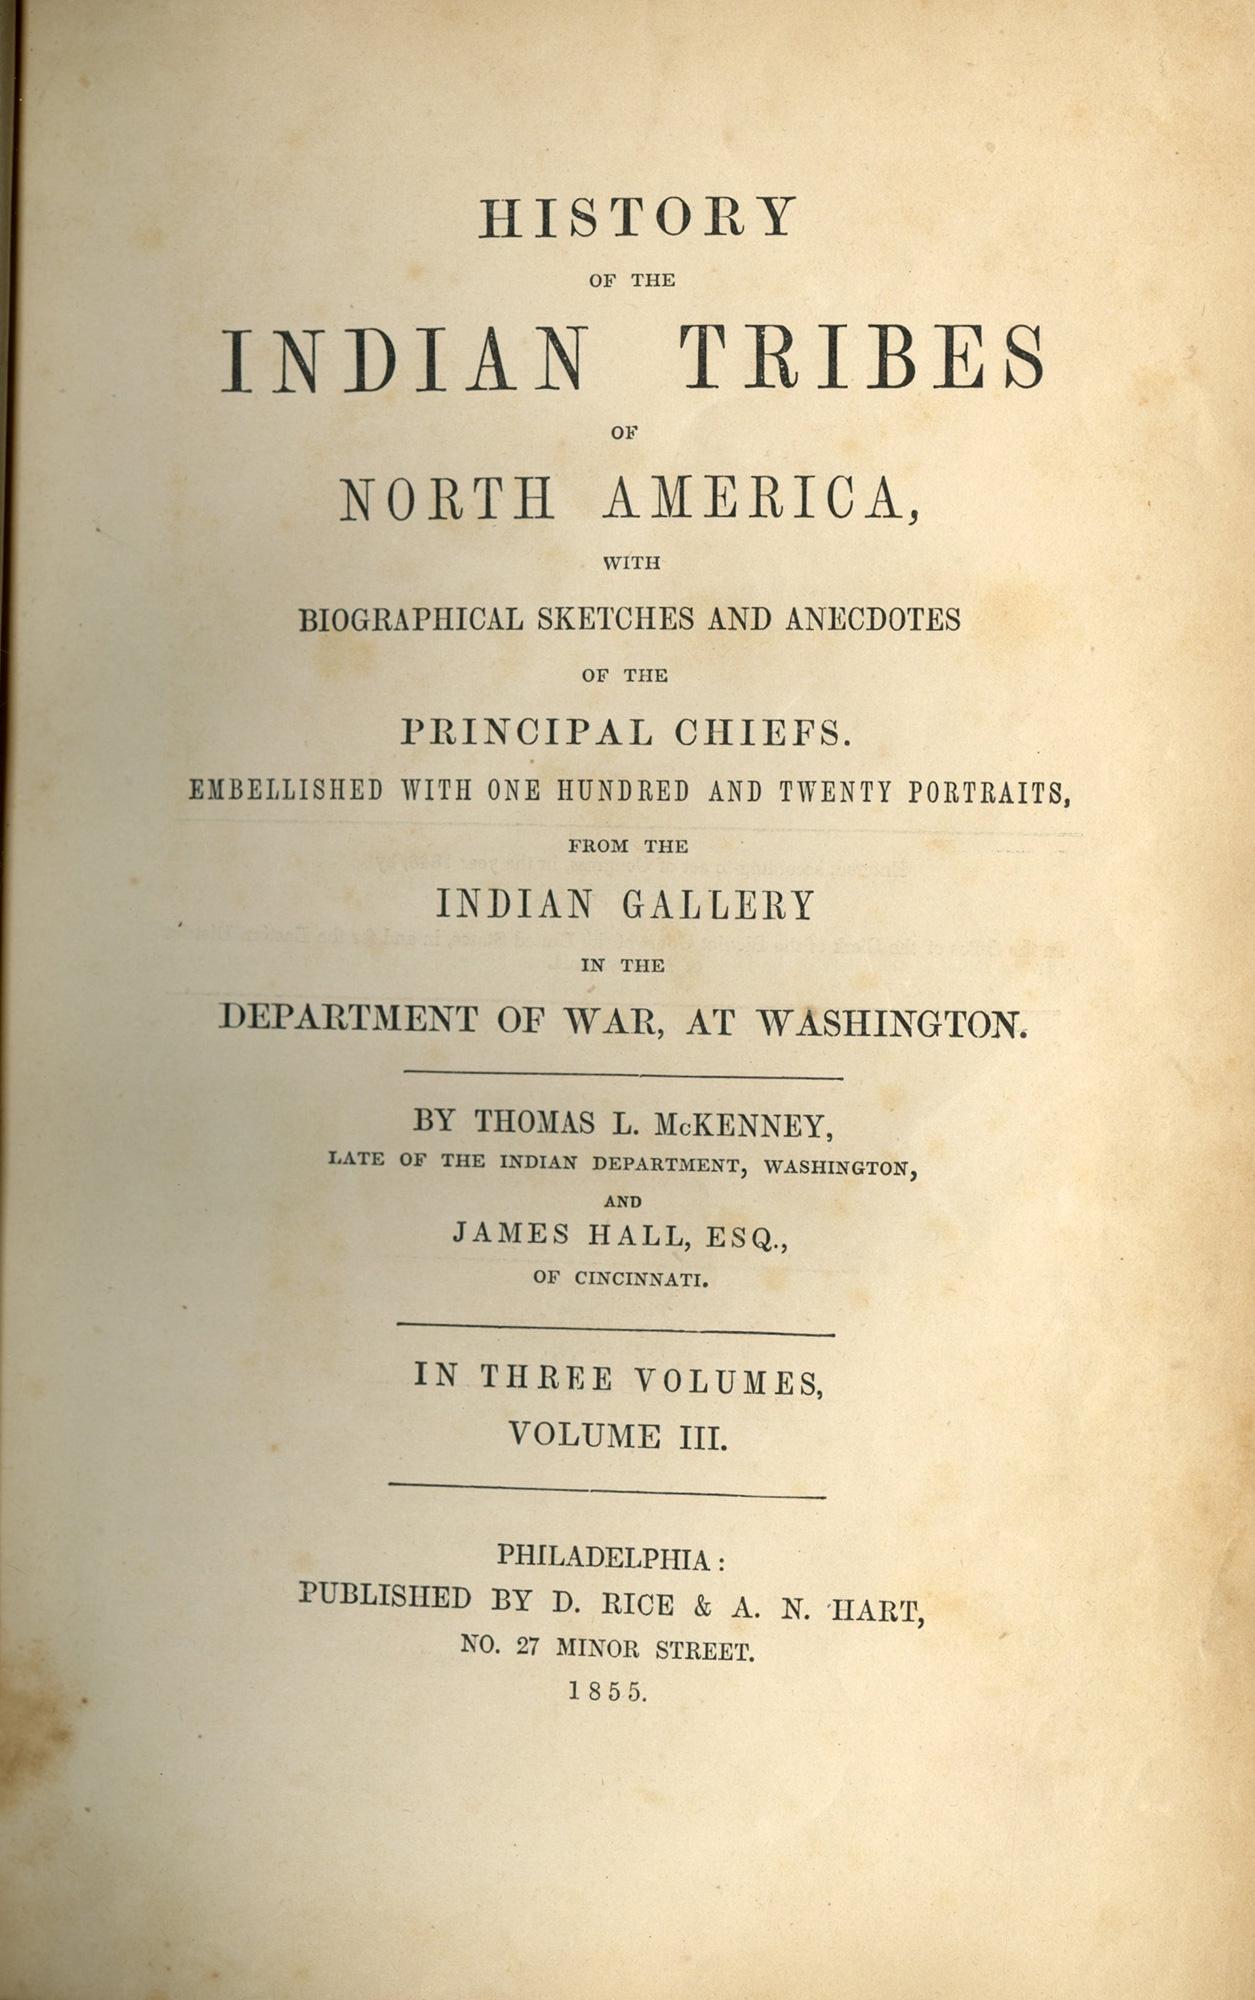 HISTORY
OF THE
INDIAN TRIBES
OF
NORTH AMERICA,
WITH
BIOGRAPHICAL SKETCHES AND ANECDOTES
OF THE
PRINCIPAL CHIEFS.
EMBELLISHED WITH ONE HUNDRED AND TWENTY PORTRAITS,
FROM THE
INDIAN GALLERY
IN THE
DEPARTMENT OF WAR, AT WASHINGTON.
BY THOMAS L. McKENNEY,
LATE OF THE INDIAN DEPARTMENT, WASHINGTON,
AND
JAMES HALL, ESQ.,
OF CINCINNATI.
IN THREE VOLUMES,
VOLUME III.
PHILADELPHIA:
PUBLISHED BY D. RICE & A. N. HART,
NO. 27 MINOR STREET.
1855.